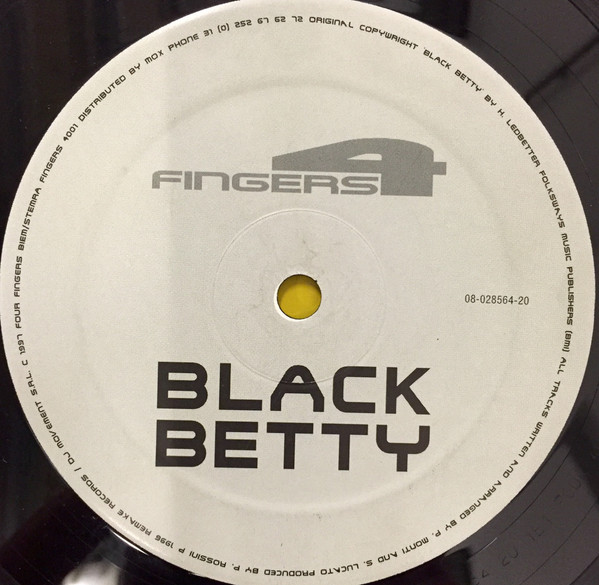 4
FINGERS
08-028564-20
BLACK
BETTY
ALL TRACKS WRITTEN AND ARRANGED BY P. MONTI AND S. LUCATO PRODUCED BY P. ROSSINI P 1996 REMAKE RECORDS / DJ MOVEMENT S.R.L. C 1997 FOUR FINGERS BIEM/STEMRA FINGERS 4001 DISTRIBUTED BY MOX PHONE 31 (0) 252 67 62 72 ORIGINAL COPYWRIGHT 'BLACK BETTY' BY H. LEDBETTER FOLKSWAYS MUSIC PUBLISHERS (BMI)